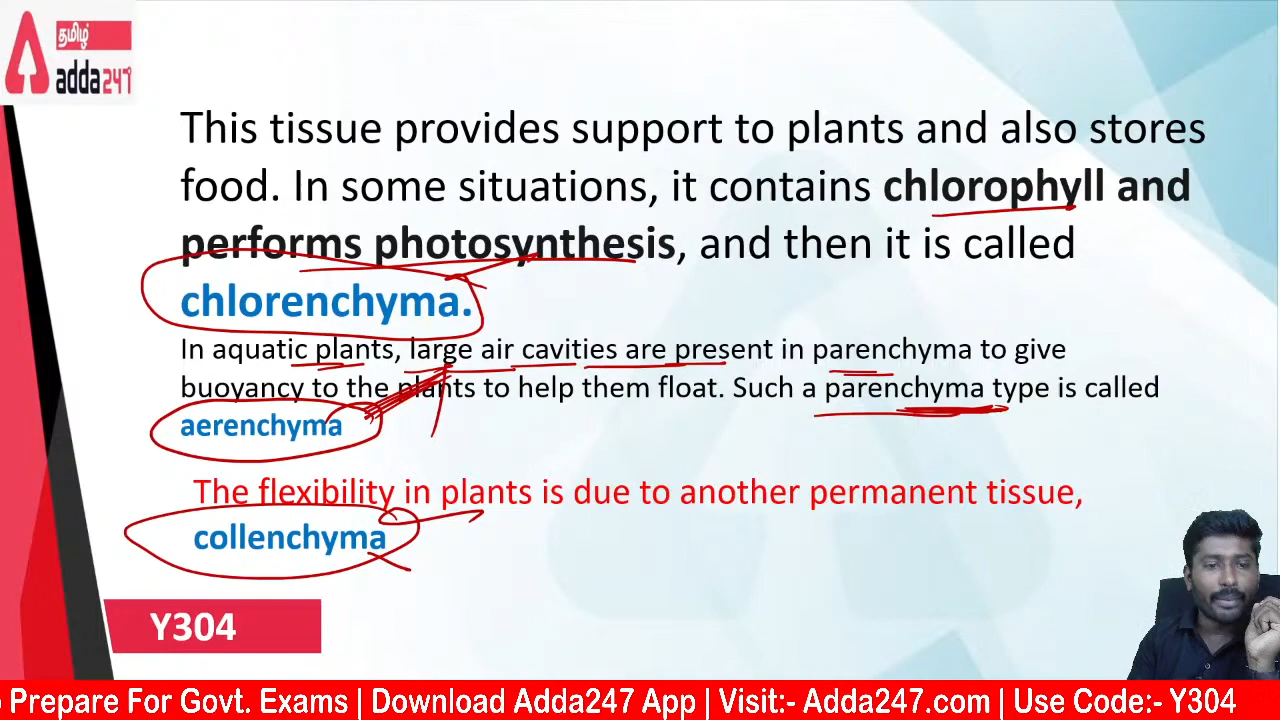 தமிழ்
adda247
This tissue provides support to plants and also stores
food. In some situations, it contains chlorophyll and
performs photosynthesis, and then it is called
chlorenchyma.
In aquatic plants, large air cavities are present in parenchyma to give
buoyancy to the plants to help them float. Such a parenchyma type is called
aerenchyma
The flexibility in plants is due to another permanent tissue,
collenchyma
Y304
Prepare For Govt. Exams | Download Adda247 App | Visit:- Adda247.com | Use Code:- Y304